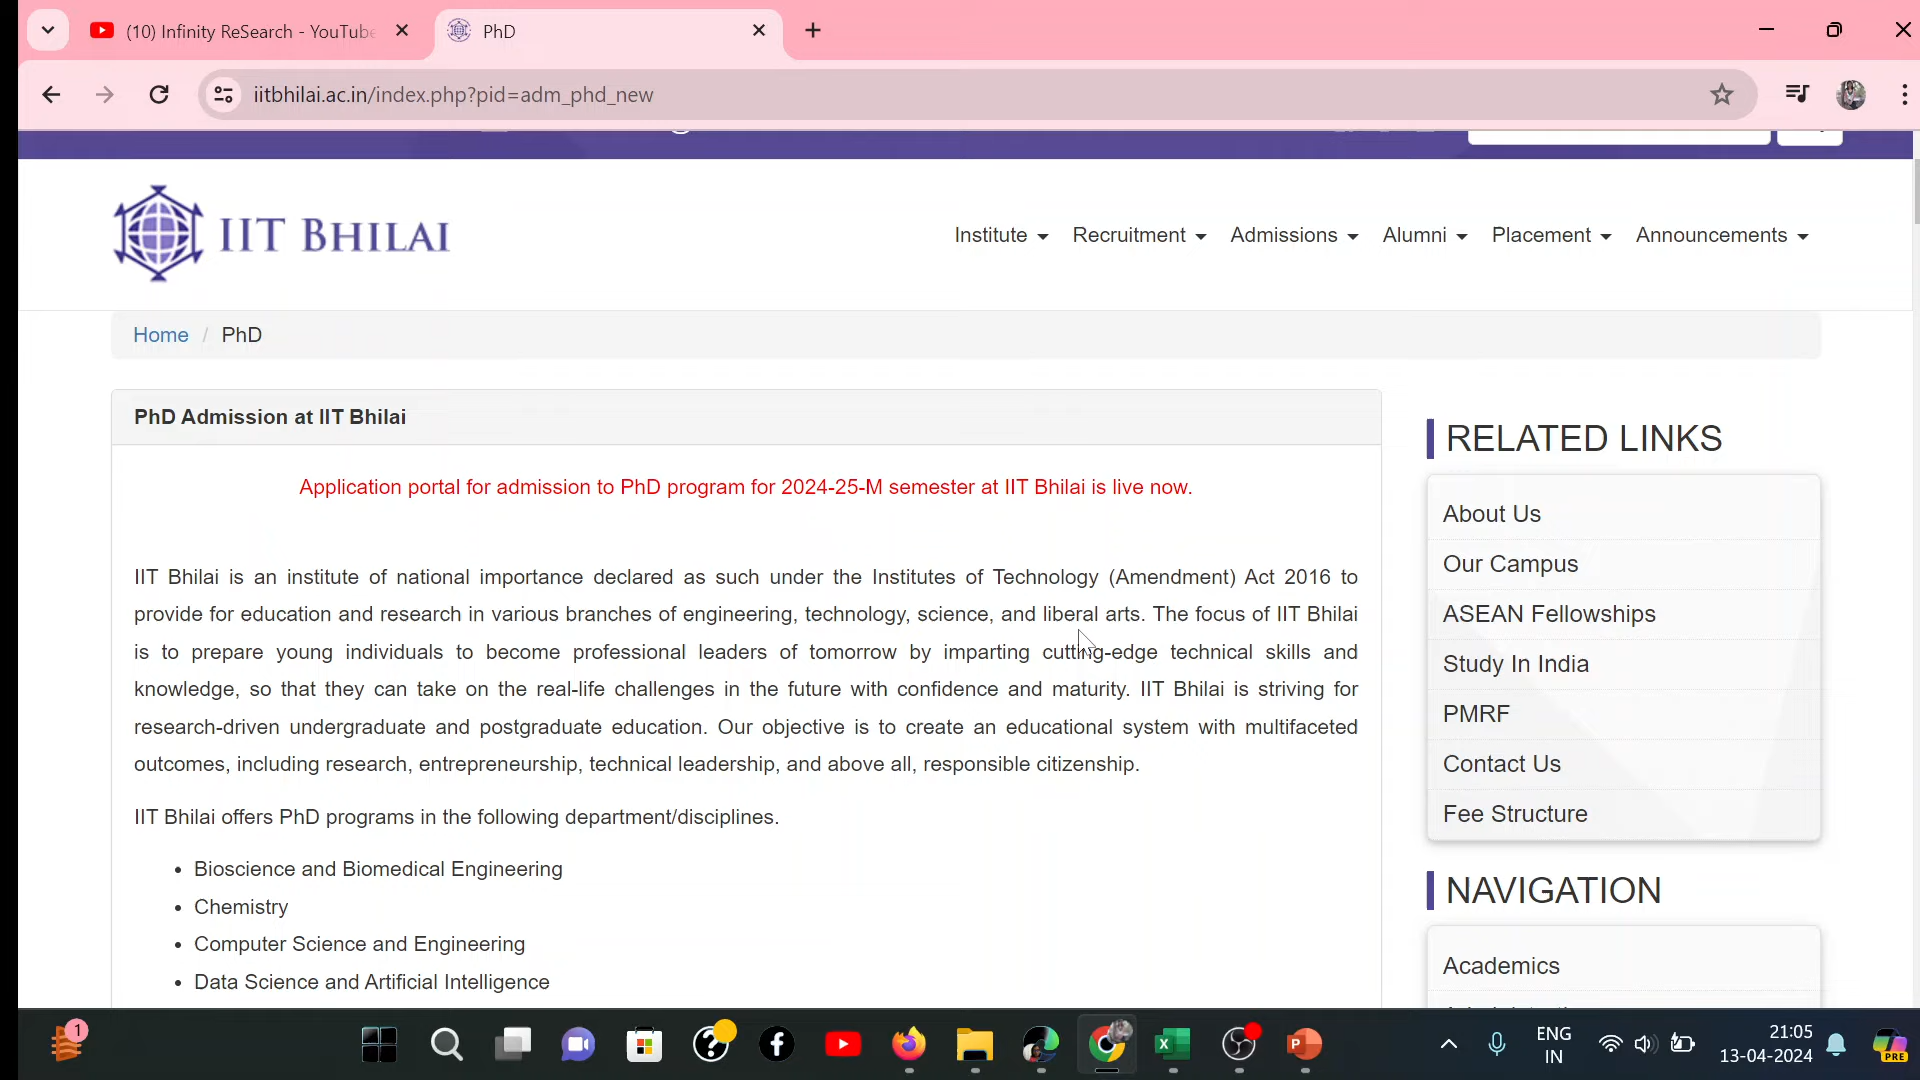 (10) Infinity ReSearch - YouTube
PhD
iitbhilai.ac.in/index.php?pid=adm_phd_new
IIT BHILAI
Institute
Recruitment
Admissions
Alumni
Placement
Announcements
Home / PhD
PhD Admission at IIT Bhilai
Application portal for admission to PhD program for 2024-25-M semester at IIT Bhilai is live now.
IIT Bhilai is an institute of national importance declared as such under the Institutes of Technology (Amendment) Act 2016 to
provide for education and research in various branches of engineering, technology, science, and liberal arts. The focus of IIT Bhilai
is to prepare young individuals to become professional leaders of tomorrow by imparting cutting-edge technical skills and
knowledge, so that they can take on the real-life challenges in the future with confidence and maturity. IIT Bhilai is striving for
research-driven undergraduate and postgraduate education. Our objective is to create an educational system with multifaceted
outcomes, including research, entrepreneurship, technical leadership, and above all, responsible citizenship.
IIT Bhilai offers PhD programs in the following department/disciplines.
• Bioscience and Biomedical Engineering
• Chemistry
• Computer Science and Engineering
• Data Science and Artificial Intelligence
RELATED LINKS
About Us
Our Campus
ASEAN Fellowships
Study In India
PMRF
Contact Us
Fee Structure
NAVIGATION
Academics
1
ENG
IN
21:05
13-04-2024
PRE